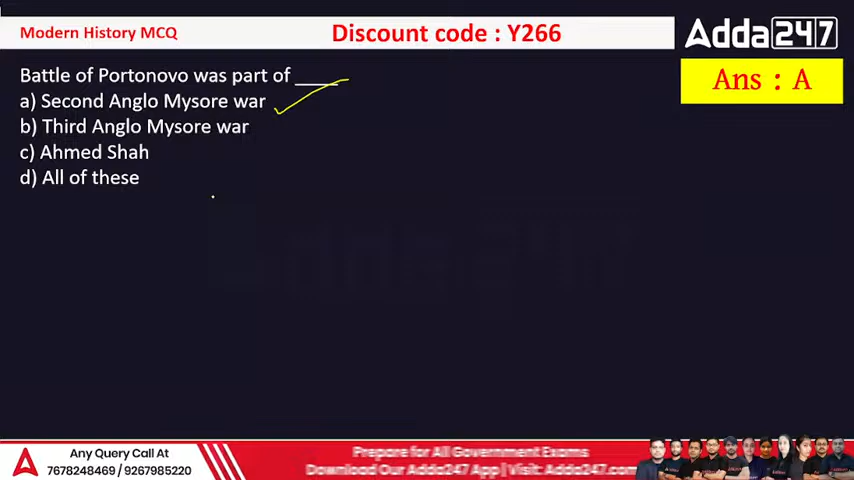 Modern History MCQ
Discount code : Y266
Adda247
Battle of Portonovo was part of ____
Ans : A
a) Second Anglo Mysore war
b) Third Anglo Mysore war
c) Ahmed Shah
d) All of these
Any Query Call At
7678248469 / 9267985220
Prepare for All Government Exams
Download Our Adda247 App | Visit: Adda247.com